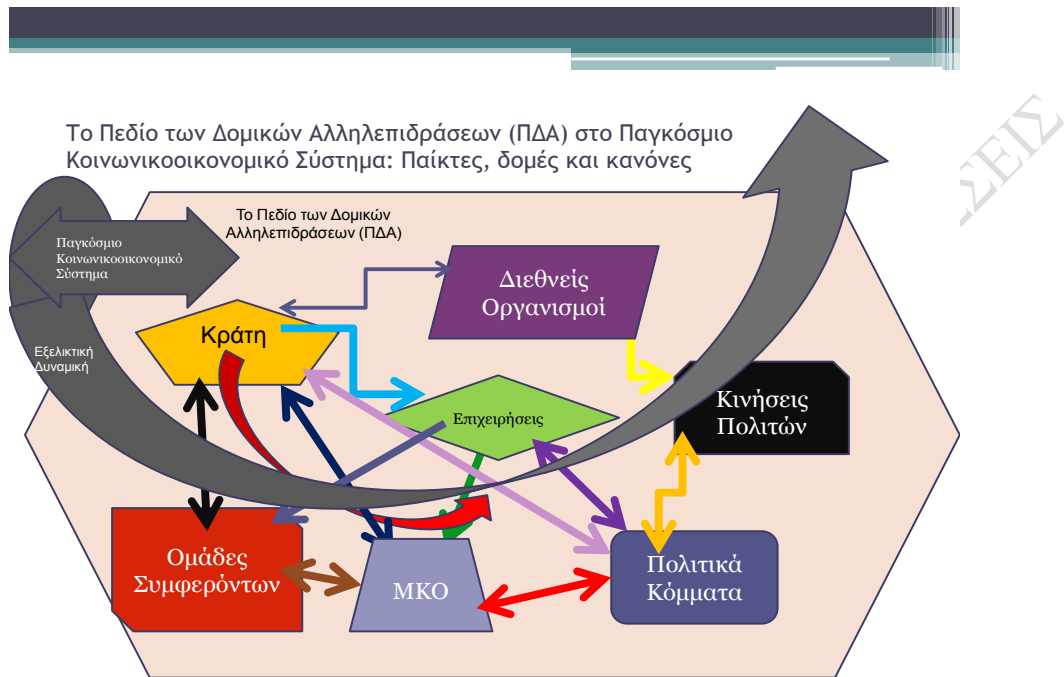 Το Πεδίο των Δομικών Αλληλεπιδράσεων (ΠΔΑ) στο Παγκόσμιο
Κοινωνικοοικονομικό Σύστημα: Παίκτες, δομές και κανόνες
Το Πεδίο των Δομικών
Αλληλεπιδράσεων (ΠΔΑ)
Παγκόσμιο
Κοινωνικοοικονομικό
Σύστημα
Διεθνείς
Οργανισμοί
Κράτη
Εξελικτική
Δυναμική
Κινήσεις
Πολιτών
Επιχειρήσεις
Ομάδες
Συμφερόντων
ΜΚΟ
Πολιτικά
Κόμματα